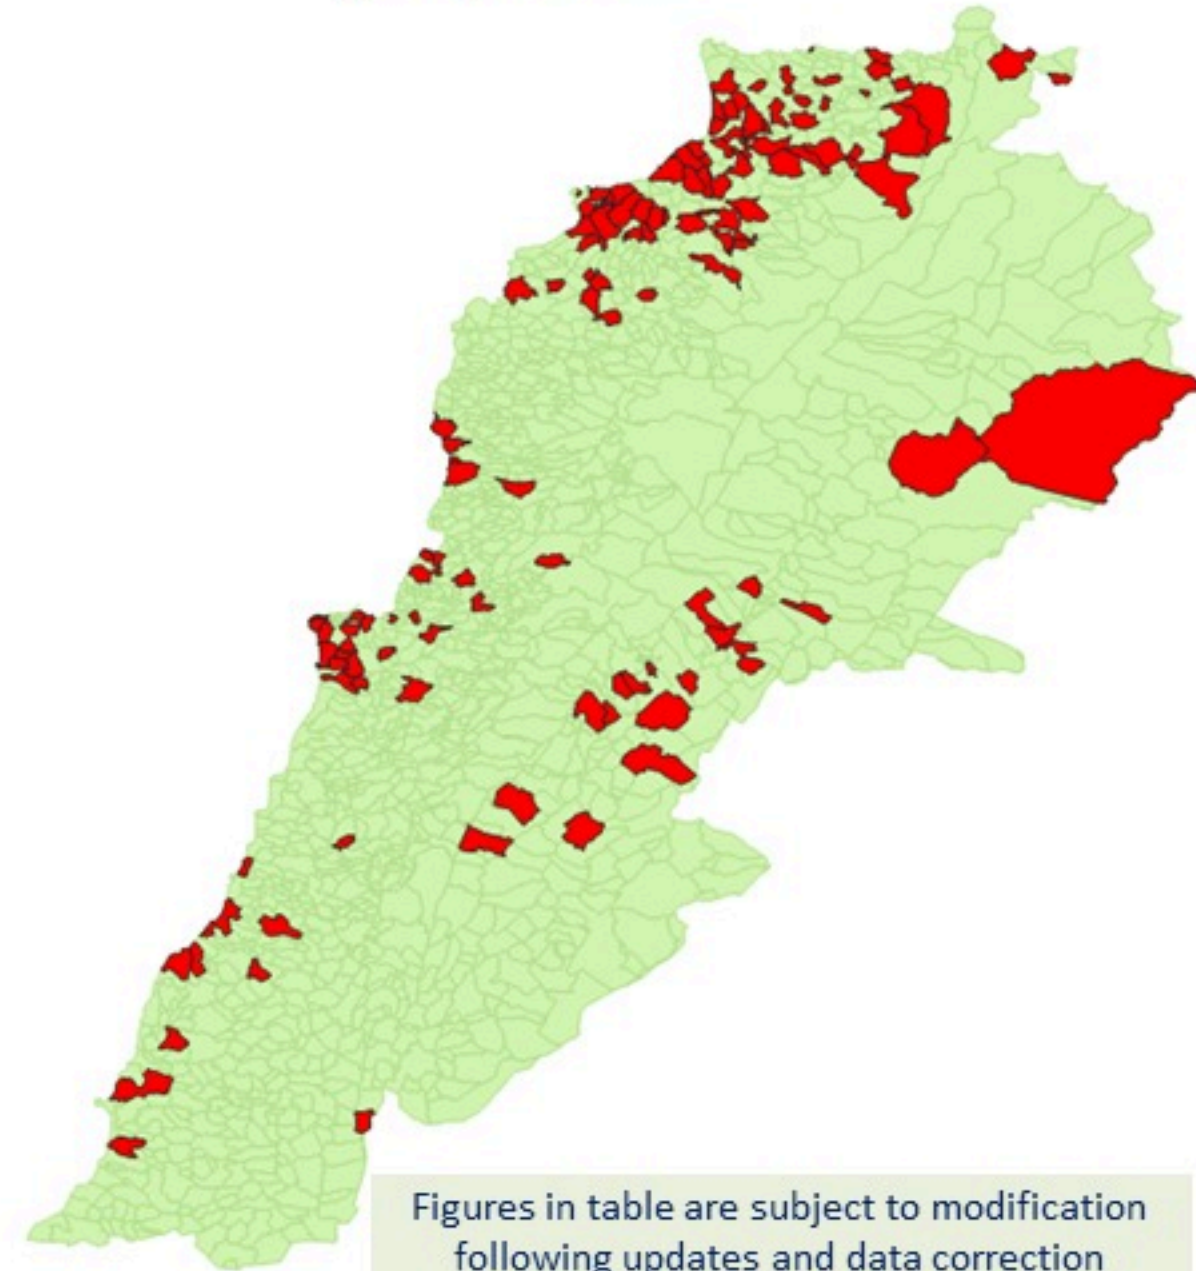 Figures in table are subject to modification
following updates and data correction